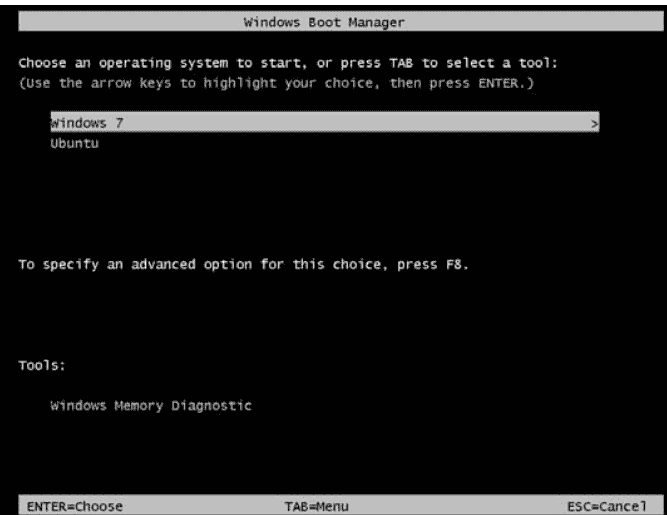 Windows Boot Manager
Choose an operating system to start, or press TAB to select a tool:
(Use the arrow keys to highlight your choice, then press ENTER.)
Windows 7 >
Ubuntu
To specify an advanced option for this choice, press F8.
Tools:
Windows Memory Diagnostic
ENTER=Choose TAB=Menu ESC=Cancel